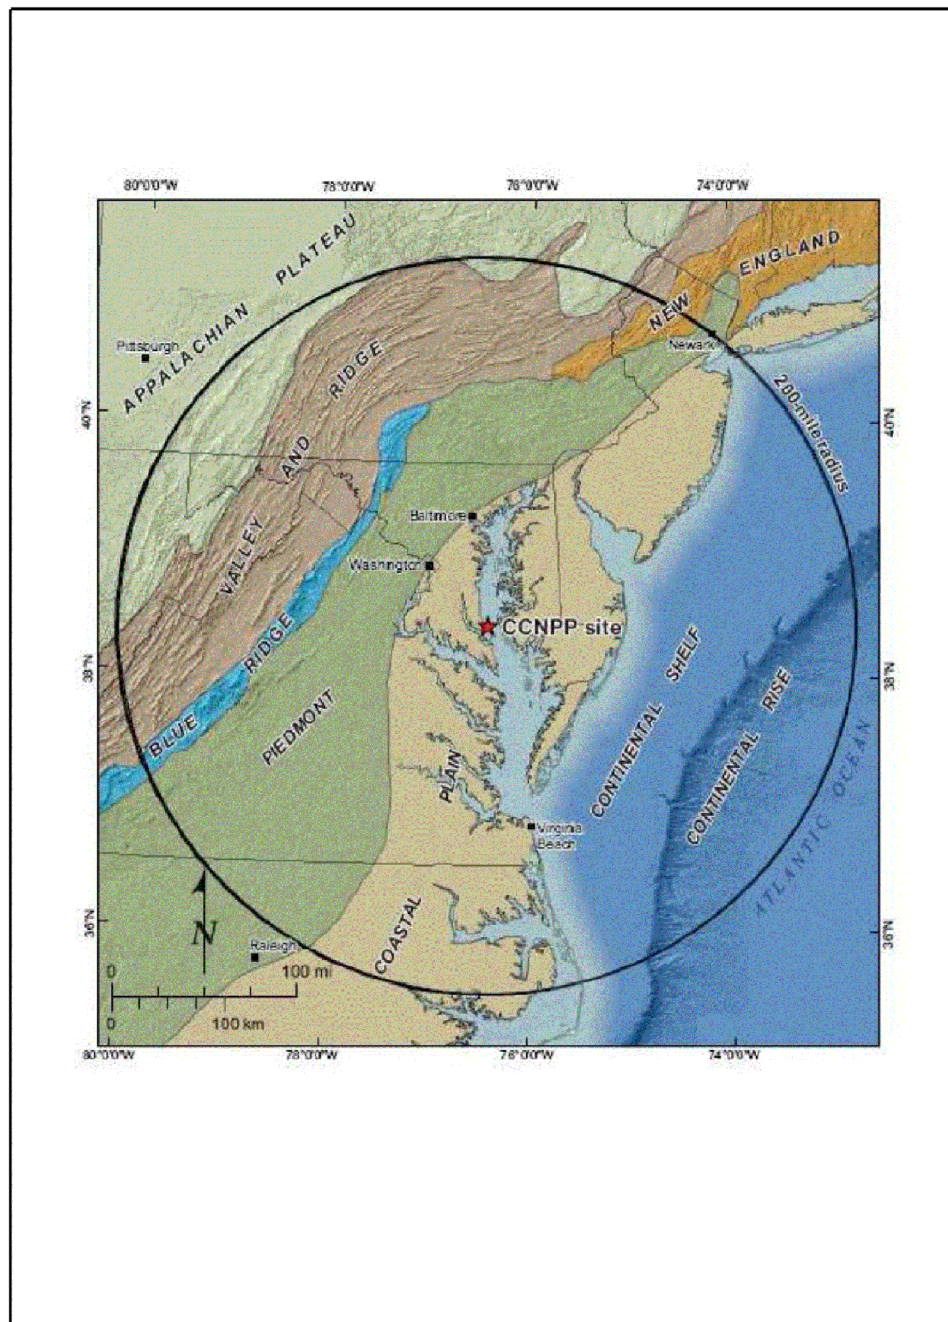 80°0'0"W 78°0'0"W 76°0'0"W 74°0'0"W
APPALACHIAN PLATEAU
NEW ENGLAND
Pittsburgh
Newark
VALLEY AND RIDGE
200-mile radius
40°N 40°N
Baltimore
Washington
CCNPP site
BLUE RIDGE
PIEDMONT
38°N 38°N
CONTINENTAL SHELF
CONTINENTAL RISE
ATLANTIC OCEAN
COASTAL PLAIN
Virginia
Beach
36°N 36°N
N
Raleigh
0 100 mi
0 100 km
80°0'0"W 78°0'0"W 76°0'0"W 74°0'0"W